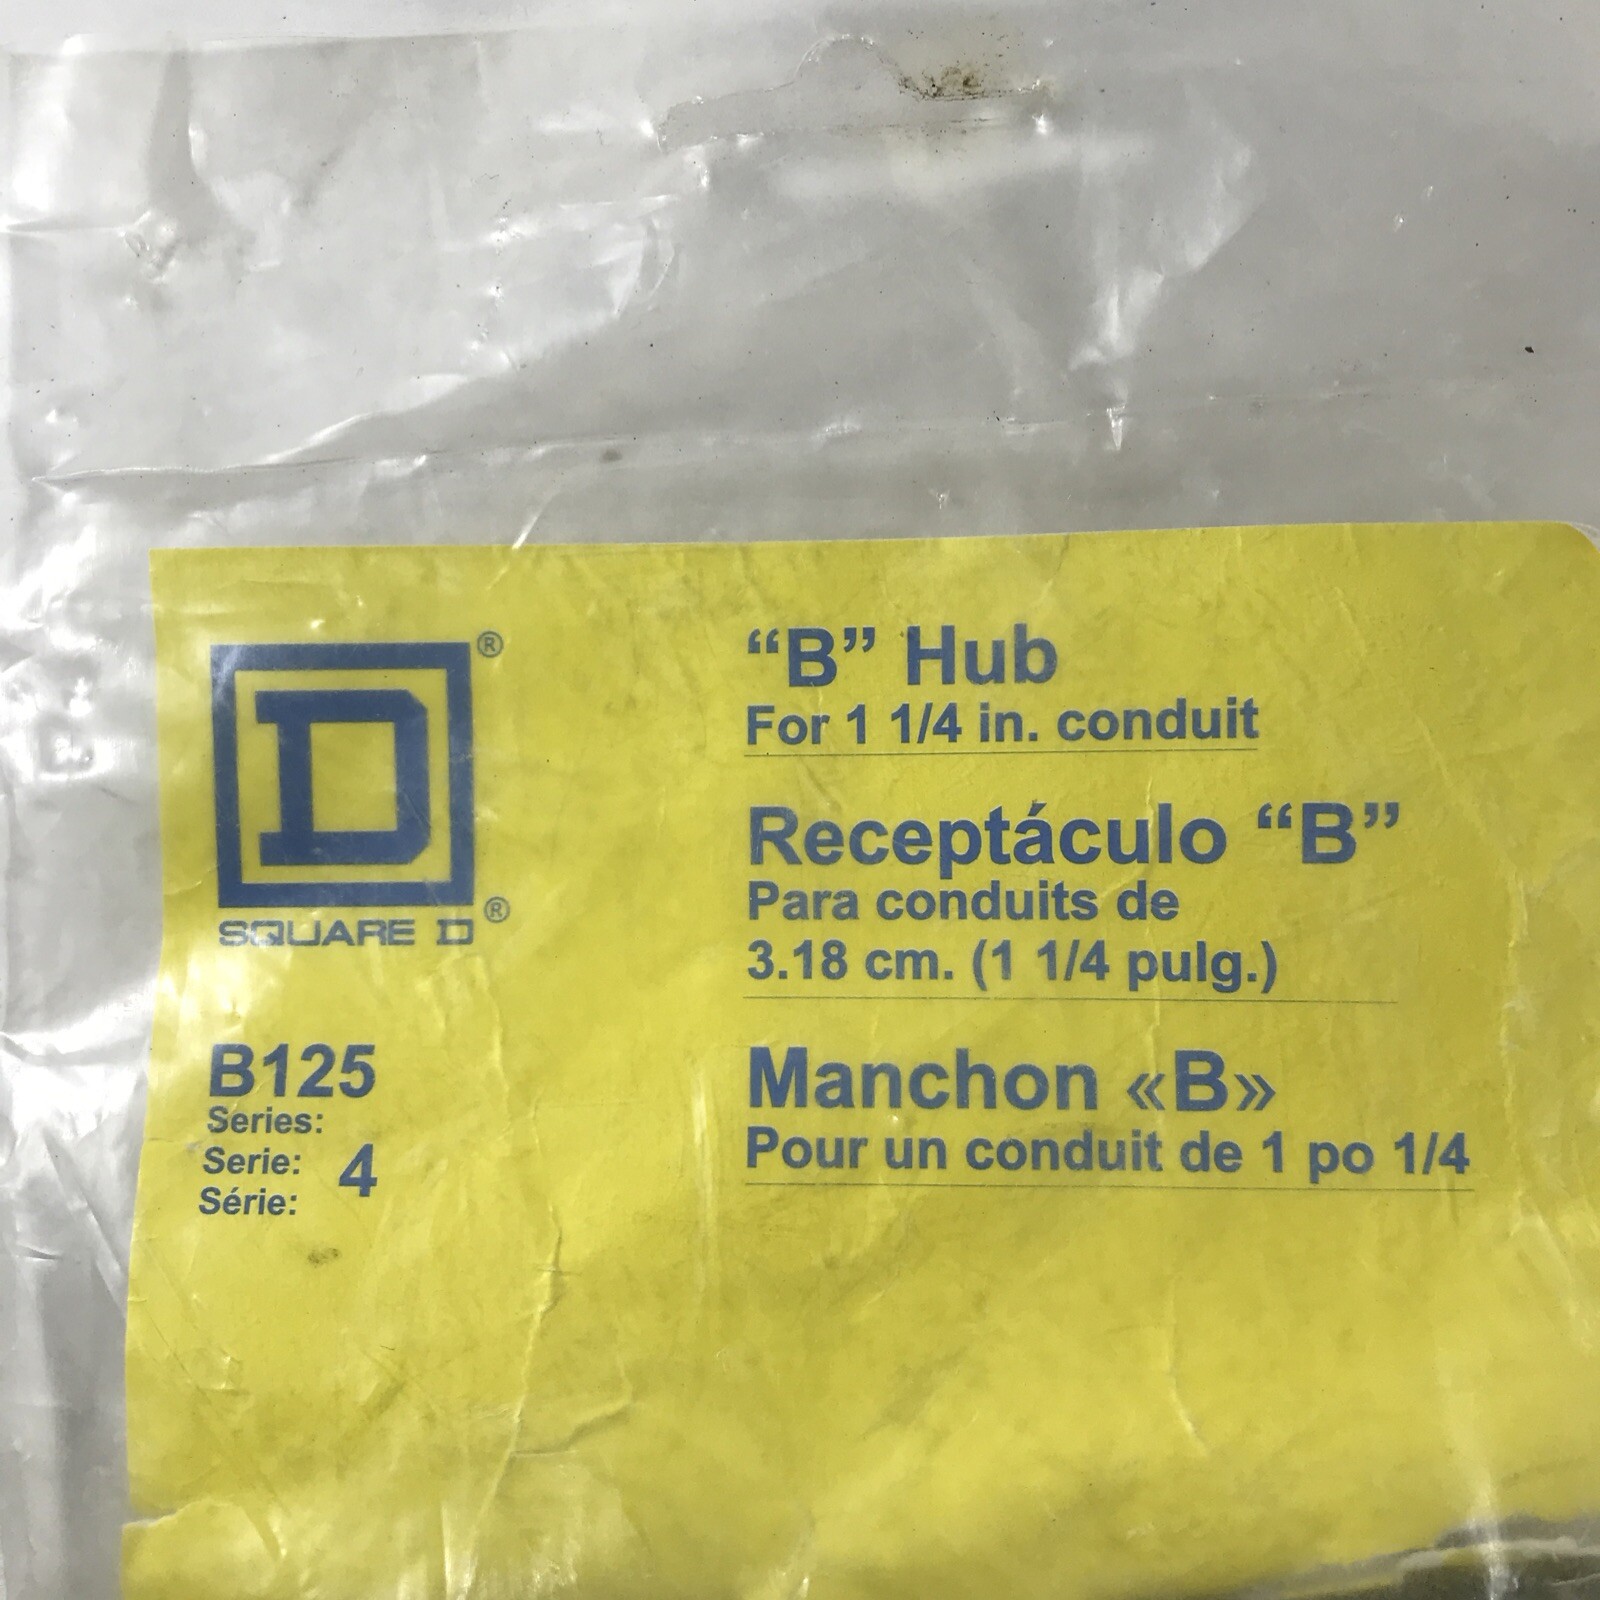 D®
SQUARE D®
B125
Series:
Serie: 4
Série:
“B” Hub
For 1 1/4 in. conduit
Receptáculo “B”
Para conduits de
3.18 cm. (1 1/4 pulg.)
Manchon «B»
Pour un conduit de 1 po 1/4